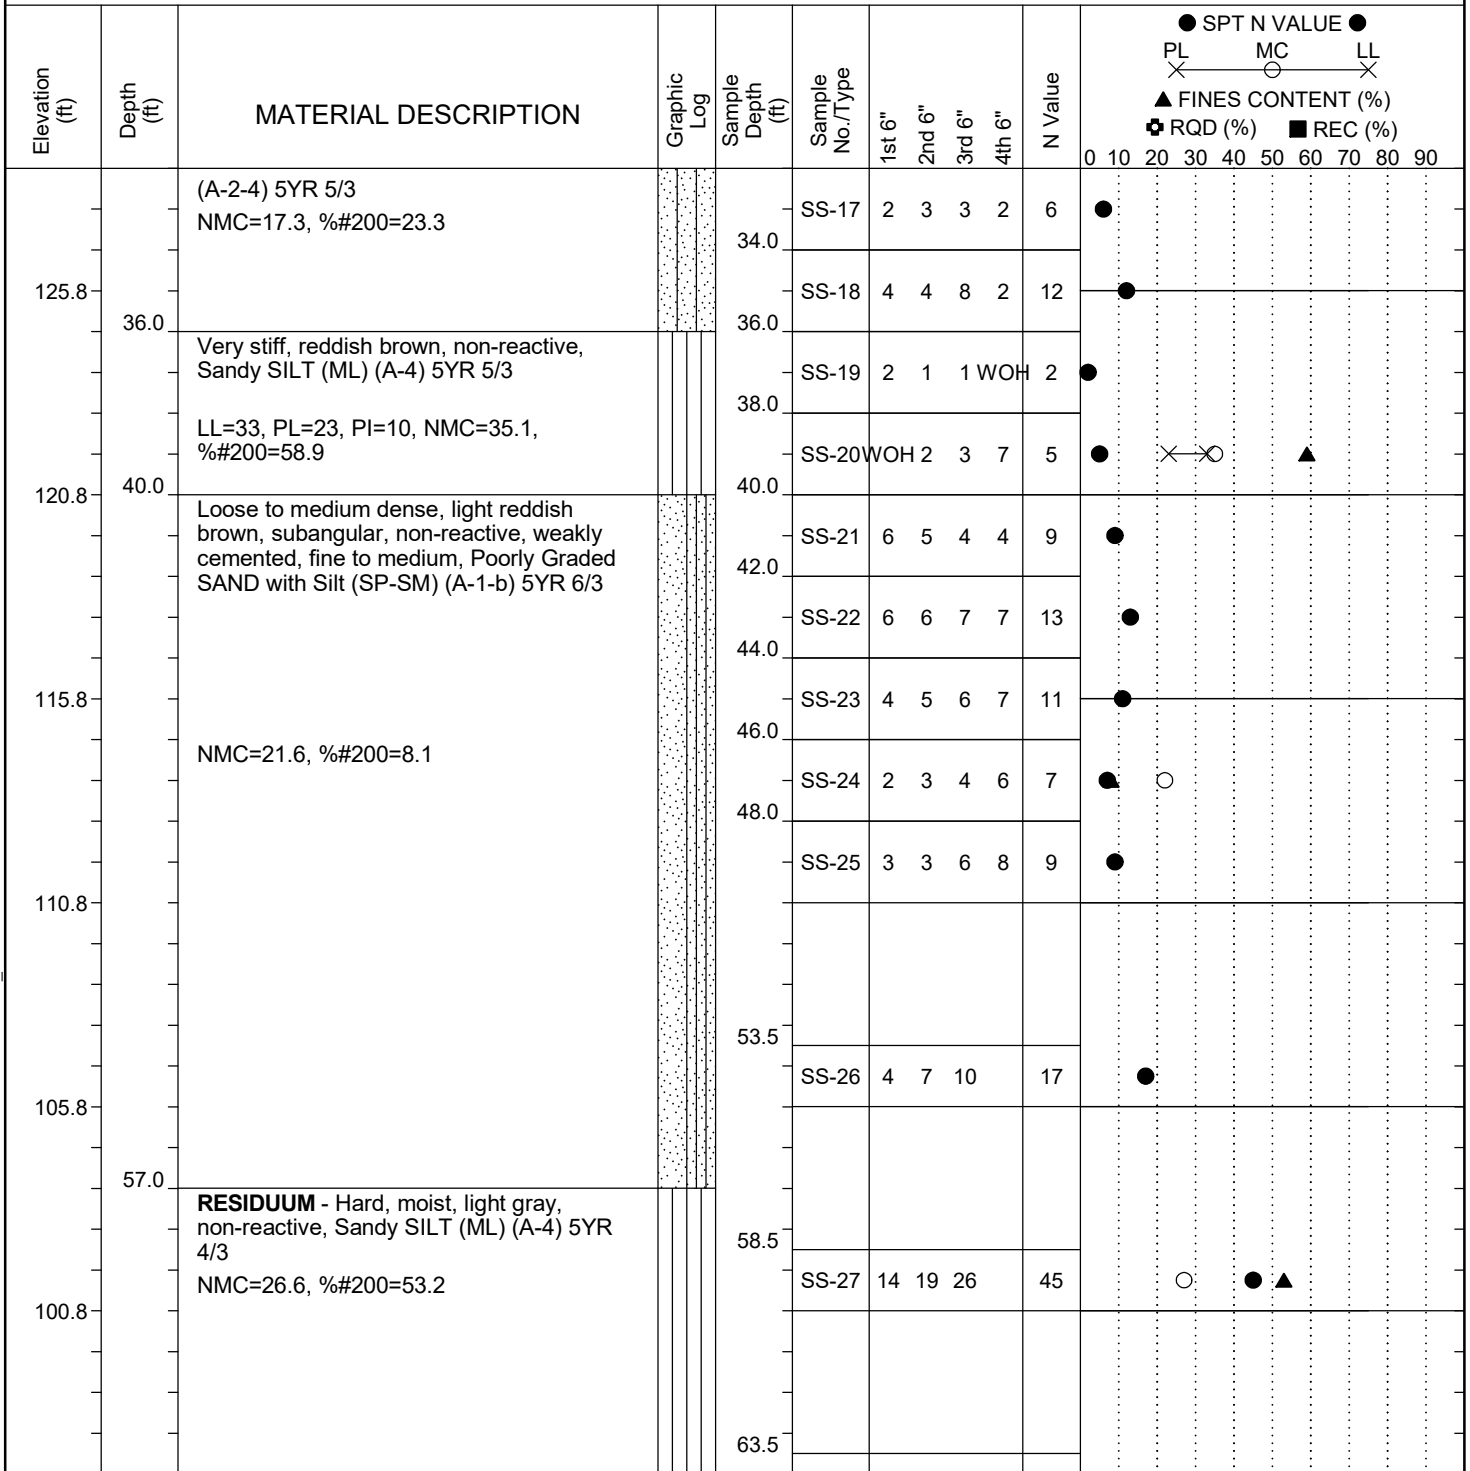 Elevation (ft)
Depth (ft)
MATERIAL DESCRIPTION
Graphic Log
Sample Depth (ft)
Sample No./Type
1st 6"
2nd 6"
3rd 6"
4th 6"
N Value
SPT N VALUE
PL MC LL
FINES CONTENT (%)
RQD (%) REC (%)
0 10 20 30 40 50 60 70 80 90
(A-2-4) 5YR 5/3
SS-17 2 3 3 2 6
NMC=17.3, %#200=23.3
34.0
125.8 SS-18 4 4 8 2 12
36.0 36.0
Very stiff, reddish brown, non-reactive,
Sandy SILT (ML) (A-4) 5YR 5/3
SS-19 2 1 1 WOH 2
38.0
LL=33, PL=23, PI=10, NMC=35.1,
%#200=58.9
SS-20 WOH 2 3 7 5
120.8 40.0 40.0
Loose to medium dense, light reddish
brown, subangular, non-reactive, weakly
SS-21 6 5 4 4 9
cemented, fine to medium, Poorly Graded
42.0
SAND with Silt (SP-SM) (A-1-b) 5YR 6/3
SS-22 6 6 7 7 13
44.0
115.8 SS-23 4 5 6 7 11
46.0
NMC=21.6, %#200=8.1
SS-24 2 3 4 6 7
48.0
SS-25 3 3 6 8 9
110.8
53.5
SS-26 4 7 10 17
105.8
57.0
RESIDUUM - Hard, moist, light gray,
non-reactive, Sandy SILT (ML) (A-4) 5YR
58.5
4/3
NMC=26.6, %#200=53.2
SS-27 14 19 26 45
100.8
63.5